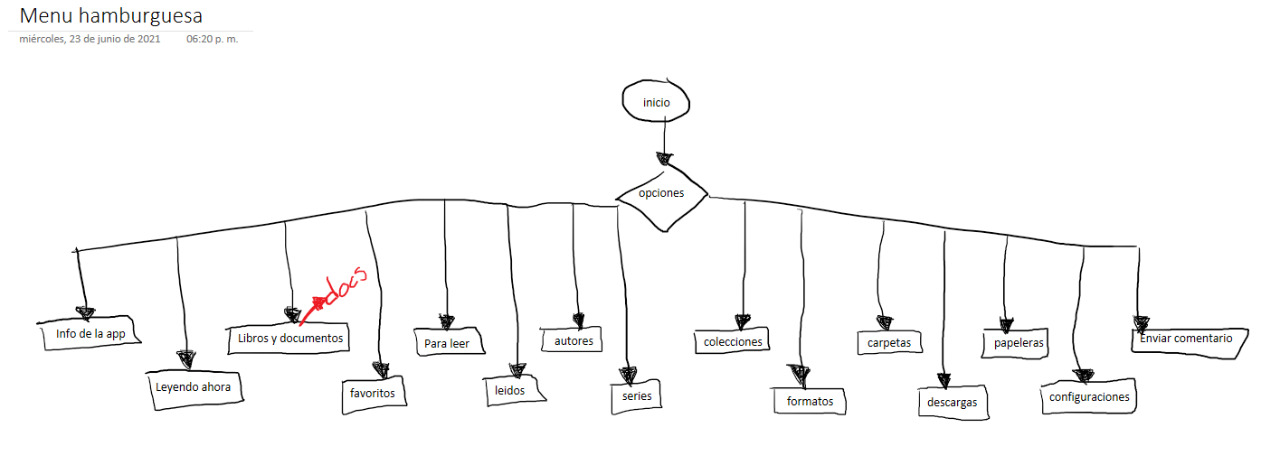 Menu hamburguesa
miércoles, 23 de junio de 2021 06:20 p. m.
inicio
opciones
docs
Info de la app
Libros y documentos
Para leer
autores
colecciones
carpetas
papeleras
Enviar comentario
Leyendo ahora
favoritos
leidos
series
formatos
descargas
configuraciones